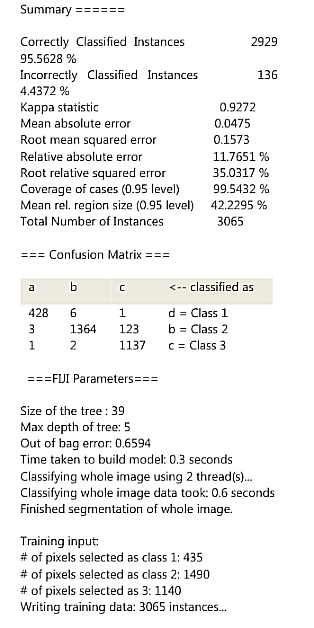 Summary ======
Correctly Classified Instances 2929
95.5628 %
Incorrectly Classified Instances 136
4.4372 %
Kappa statistic 0.9272
Mean absolute error 0.0475
Root mean squared error 0.1573
Relative absolute error 11.7651 %
Root relative squared error 35.0317 %
Coverage of cases (0.95 level) 99.5432 %
Mean rel. region size (0.95 level) 42.2295 %
Total Number of Instances 3065
=== Confusion Matrix ===
a b c <-- classified as
428 6 1 d = Class 1
3 1364 123 b = Class 2
1 2 1137 c = Class 3
===FIJI Parameters===
Size of the tree : 39
Max depth of tree: 5
Out of bag error: 0.6594
Time taken to build model: 0.3 seconds
Classifying whole image using 2 thread(s)...
Classifying whole image data took: 0.6 seconds
Finished segmentation of whole image.
Training input:
# of pixels selected as class 1: 435
# of pixels selected as class 2: 1490
# of pixels selected as 3: 1140
Writing training data: 3065 instances...